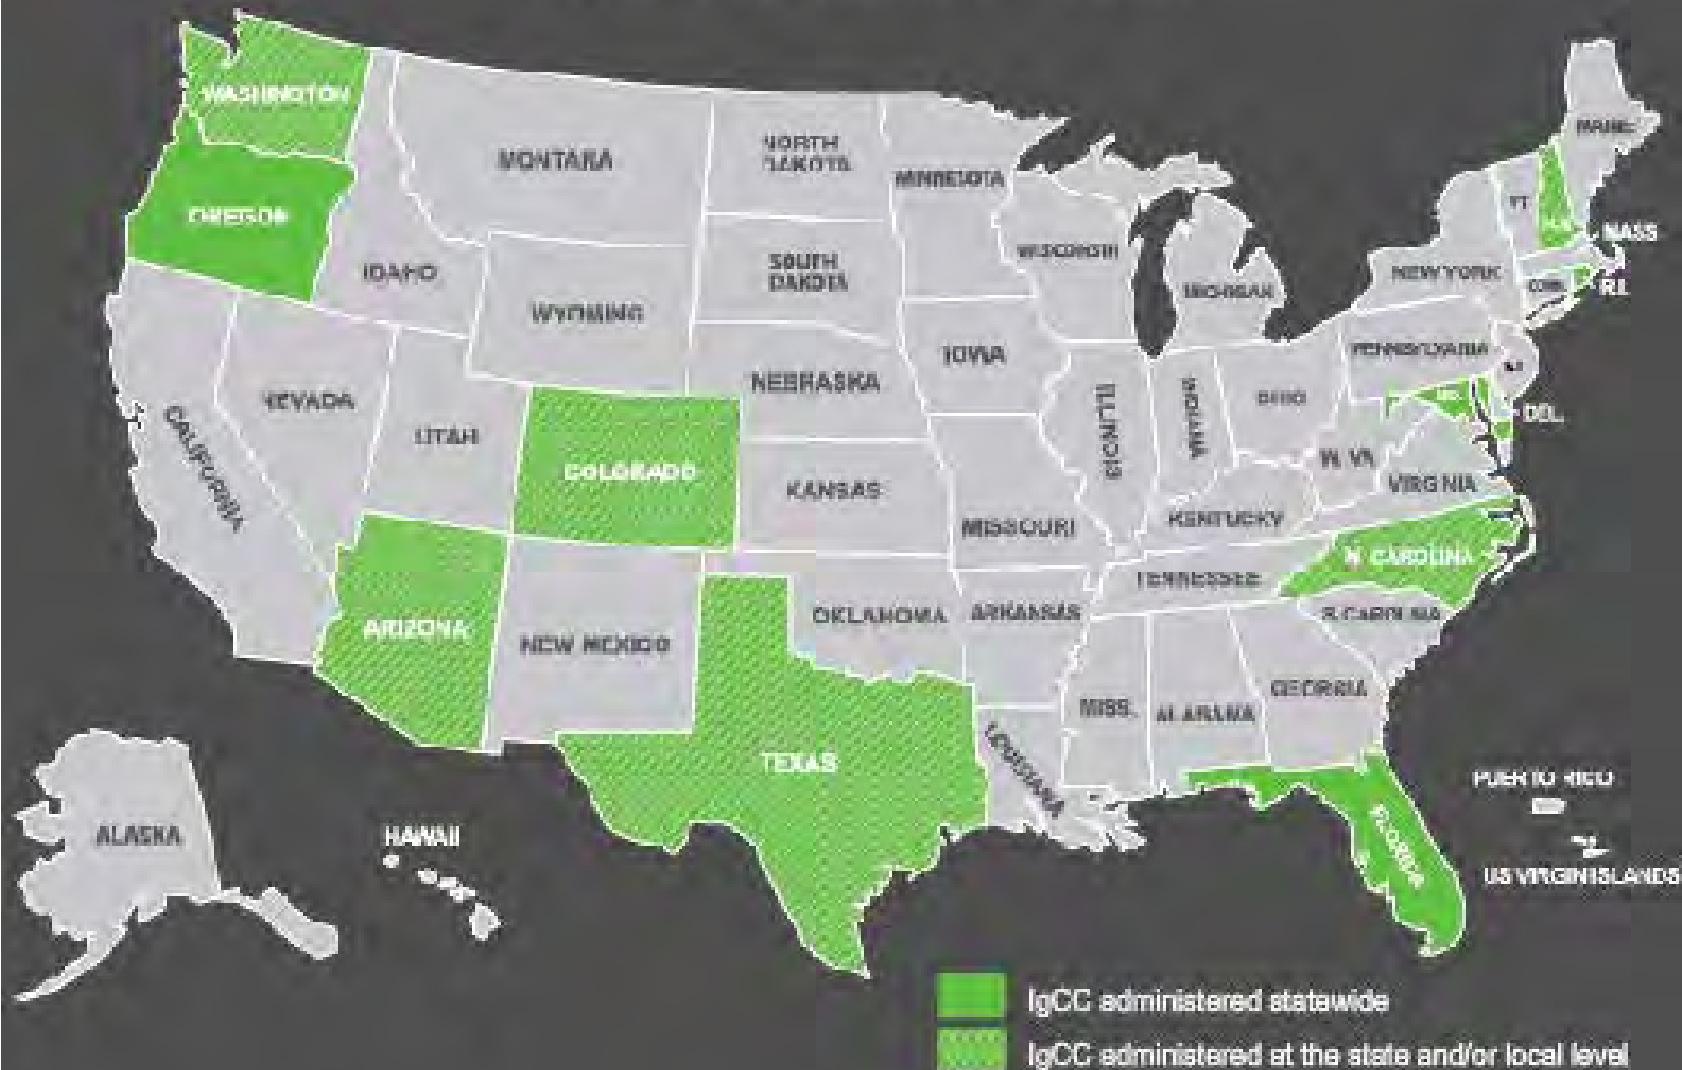 WASHINGTON
OREGON
MONTANA
IDAHO
WYOMING
NORTH
DAKOTA
SOUTH
DAKOTA
MINNESOTA
WISCONSIN
MICHIGAN
IOWA
NEBRASKA
NEVADA
UTAH
COLORADO
KANSAS
CALIFORNIA
ARIZONA
NEW MEXICO
OKLAHOMA
TEXAS
MISSOURI
ARKANSAS
LOUISIANA
ILLINOIS
INDIANA
OHIO
KENTUCKY
TENNESSEE
MISS.
ALABAMA
GEORGIA
FLORIDA
S. CAROLINA
N. CAROLINA
VIRGINIA
W. VA
PENNSYLVANIA
NEW YORK
VT
MAINE
MASS
R.I.
CONN.
N.J.
DEL.
MD.
ALASKA
HAWAII
PUERTO RICO
US VIRGIN ISLANDS
IgCC administered statewide
IgCC administered at the state and/or local level